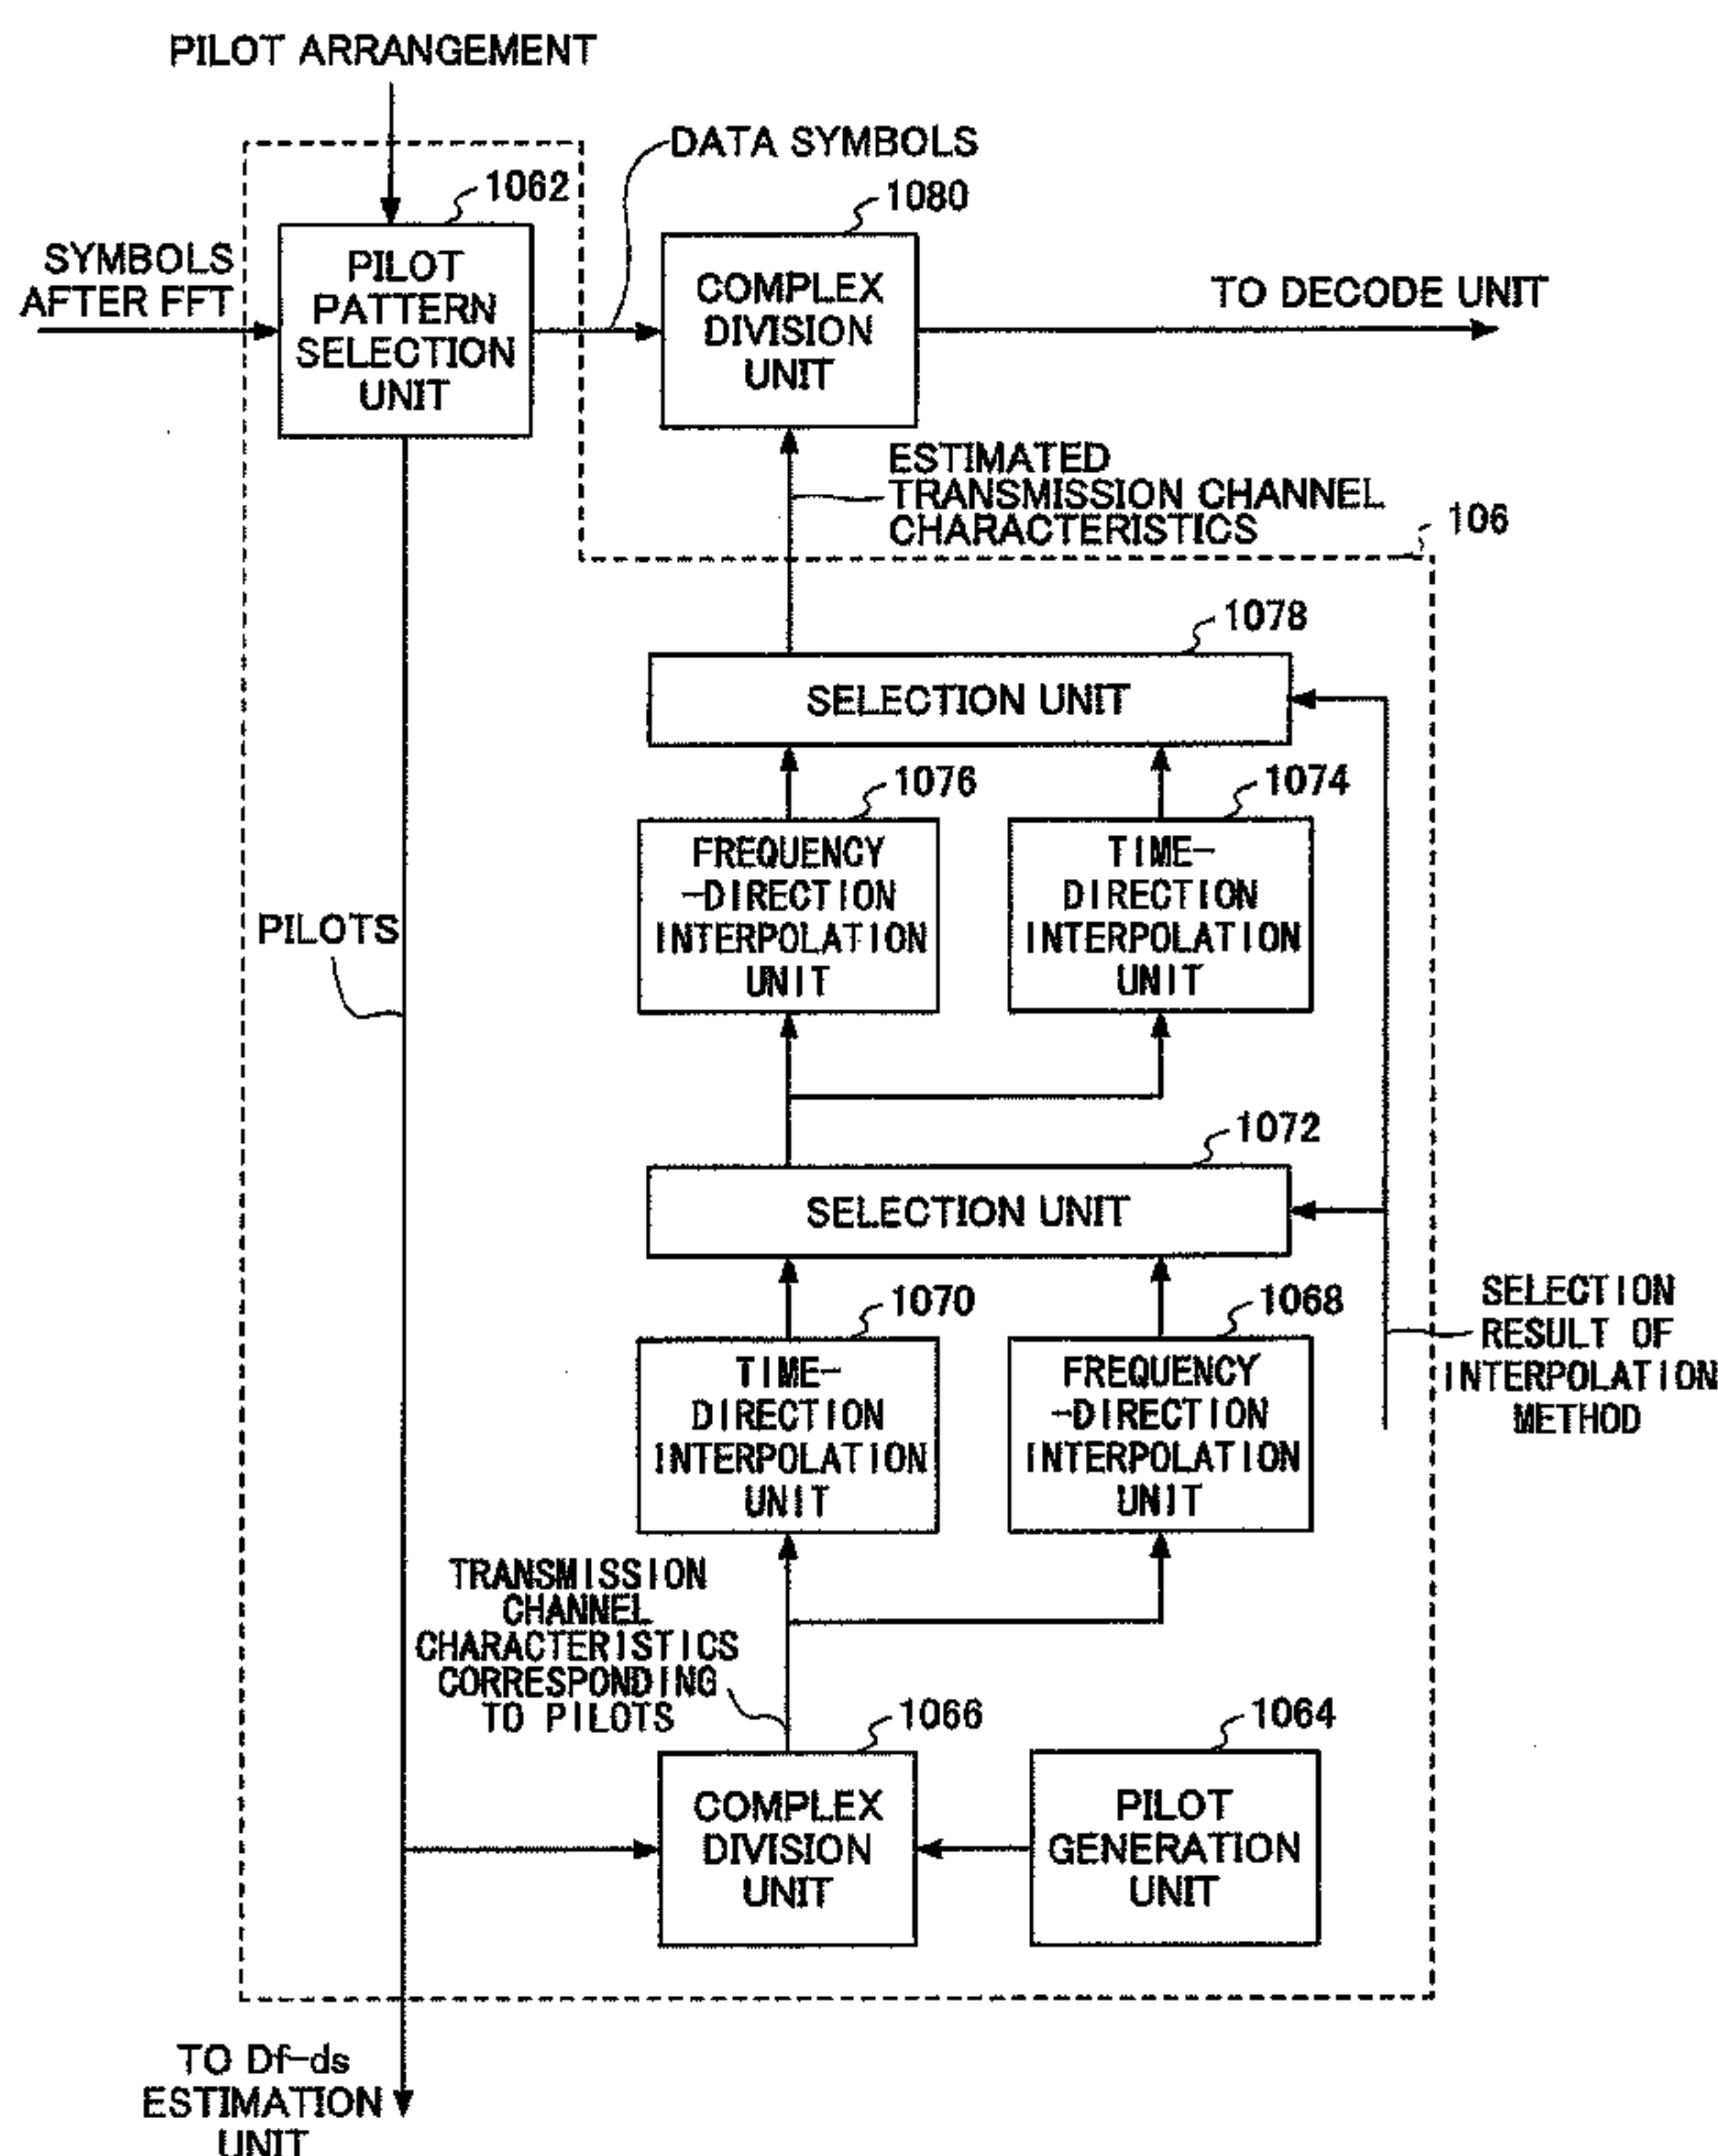 PILOT ARRANGEMENT
DATA SYMBOLS
1062
1080
SYMBOLS
AFTER FFT
PILOT
PATTERN
SELECTION
UNIT
COMPLEX
DIVISION
UNIT
TO DECODE UNIT
ESTIMATED
TRANSMISSION CHANNEL
CHARACTERISTICS
106
1078
SELECTION UNIT
1076
1074
FREQUENCY
-DIRECTION
INTERPOLATION
UNIT
TIME-
DIRECTION
INTERPOLATION
UNIT
PILOTS
1072
SELECTION UNIT
1070
1068
TIME-
DIRECTION
INTERPOLATION
UNIT
FREQUENCY
-DIRECTION
INTERPOLATION
UNIT
SELECTION
RESULT OF
INTERPOLATION
METHOD
TRANSMISSION
CHANNEL
CHARACTERISTICS
CORRESPONDING
TO PILOTS
1066
1064
COMPLEX
DIVISION
UNIT
PILOT
GENERATION
UNIT
TO Df-ds
ESTIMATION
UNIT